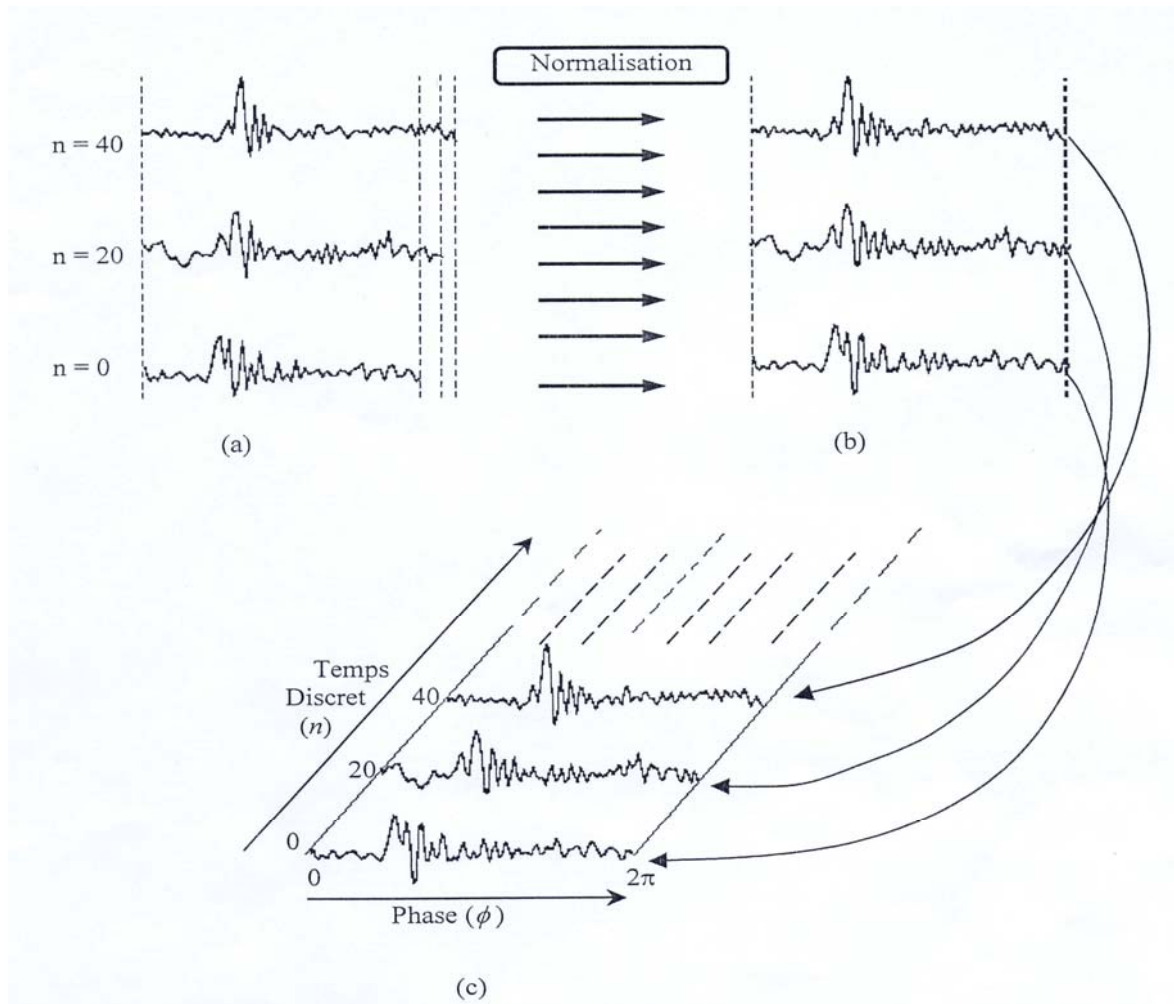 Normalisation
n = 40
n = 20
n = 0
(a)
(b)
Temps
Discret
(n)
40
20
0
0
2π
Phase (ϕ)
(c)